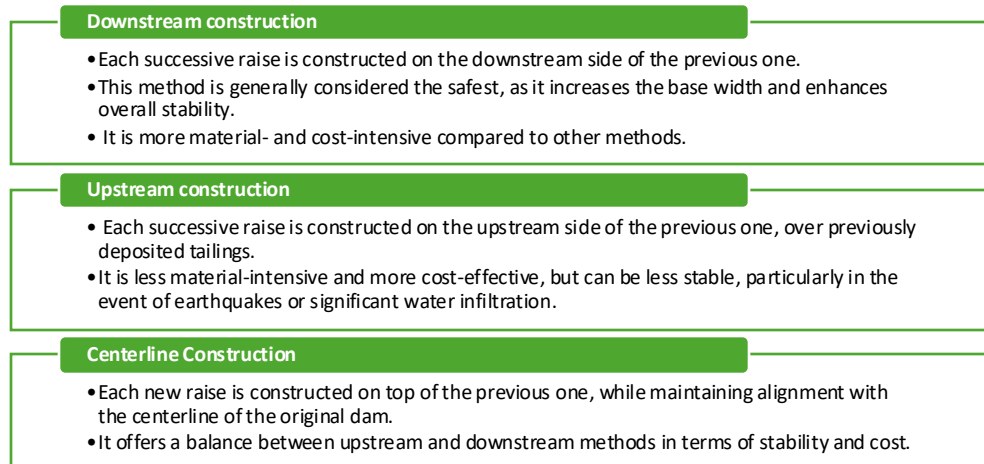 Downstream construction
•Each successive raise is constructed on the downstream side of the previous one.
•This method is generally considered the safest, as it increases the base width and enhances
overall stability.
• It is more material- and cost-intensive compared to other methods.
Upstream construction
• Each successive raise is constructed on the upstream side of the previous one, over previously
deposited tailings.
•It is less material-intensive and more cost-effective, but can be less stable, particularly in the
event of earthquakes or significant water infiltration.
Centerline Construction
•Each new raise is constructed on top of the previous one, while maintaining alignment with
the centerline of the original dam.
•It offers a balance between upstream and downstream methods in terms of stability and cost.